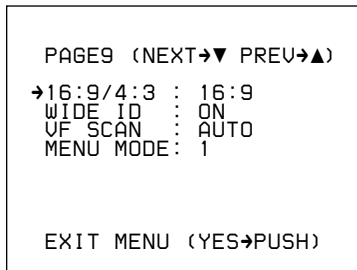 PAGE9 (NEXT➔▼ PREV➔▲)
➔16:9/4:3 : 16:9
WIDE ID : ON
VF SCAN : AUTO
MENU MODE: 1
EXIT MENU (YES➔PUSH)